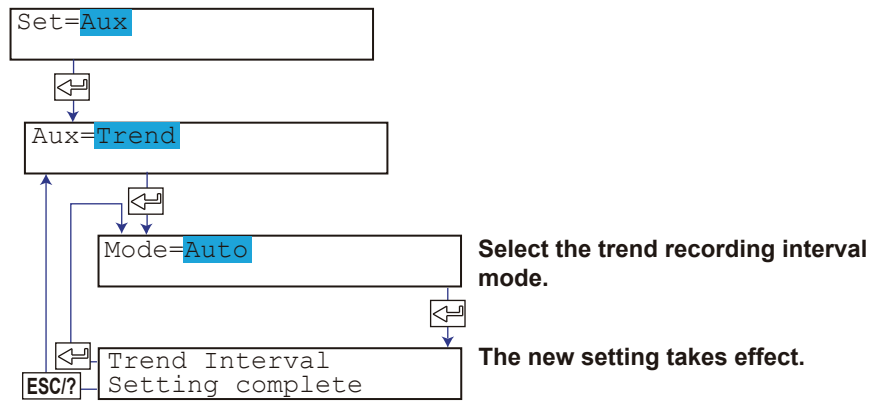 Set=Aux
Aux=Trend
Mode=Auto
Select the trend recording interval
mode.
Trend Interval
Setting complete
The new setting takes effect.
ESC/?